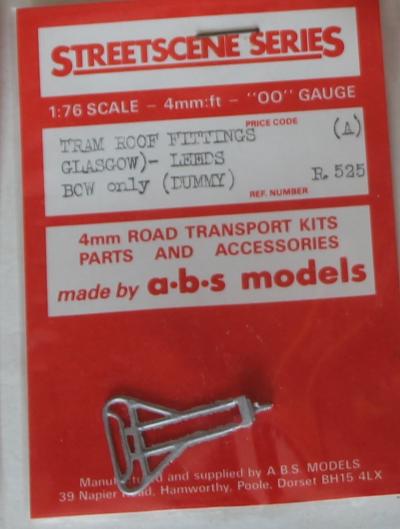 STREETSCENE SERIES
1:76 SCALE – 4mm:ft – "OO" GAUGE
PRICE CODE
TRAM ROOF FITTINGS (A)
GLASGOW)- LEEDS
BOW only (DUMMY) R. 525
REF. NUMBER
4mm ROAD TRANSPORT KITS
PARTS AND ACCESSORIES
made by a·b·s models
Manufactured and supplied by A.B.S. MODELS
39 Napier Road, Hamworthy, Poole, Dorset BH15 4LX